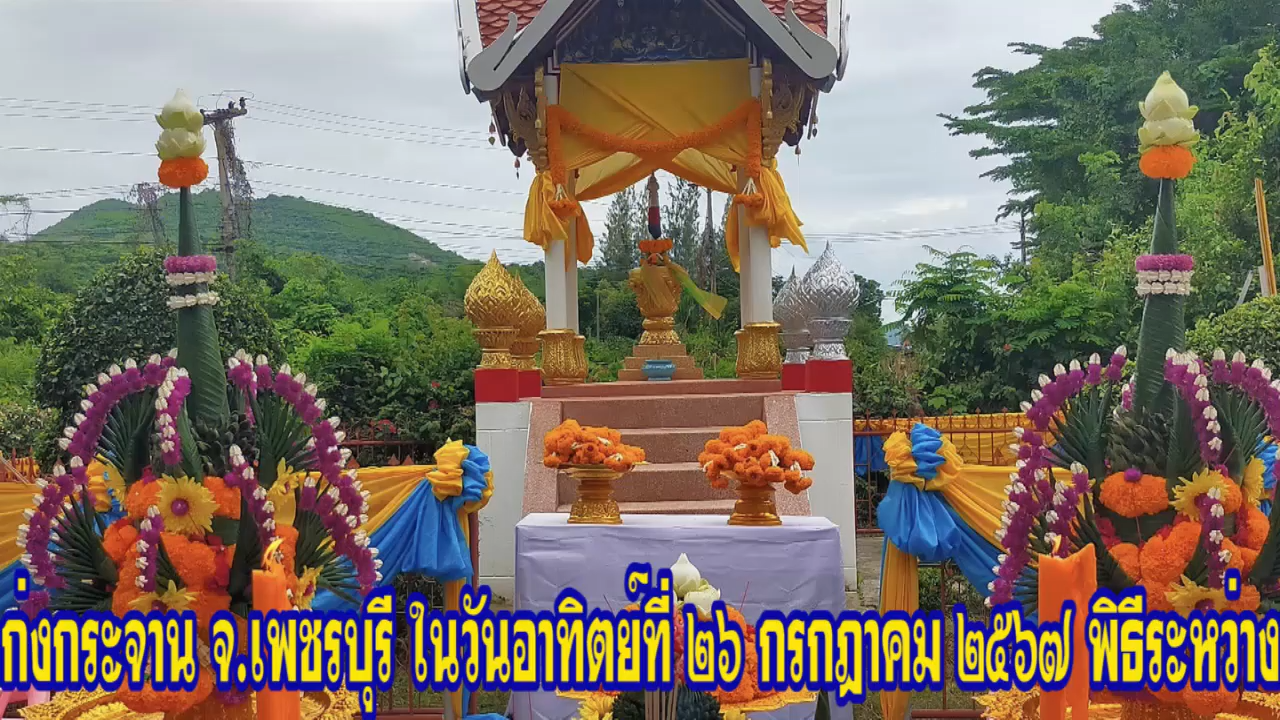 ก่งกระจาน จ.เพชรบุรี ในวันอาทิตย์ที่ ๒๖ กรกฎาคม ๒๕๖๗ พิธีระหว่าง